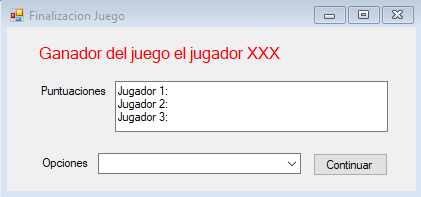 Finalizacion Juego
Ganador del juego el jugador XXX
Puntuaciones
Jugador 1:
Jugador 2:
Jugador 3:
Opciones
Continuar